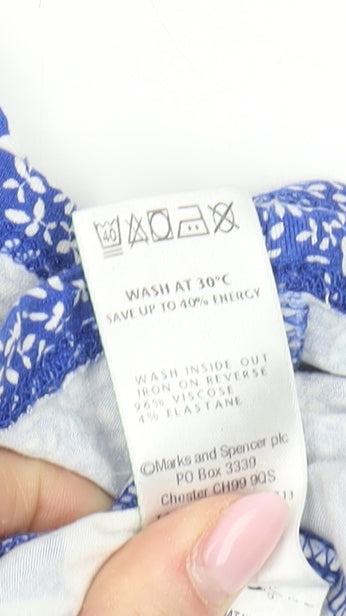 40
WASH AT 30°C
SAVE UP TO 40% ENERGY
WASH INSIDE OUT
IRON ON REVERSE
96% VISCOSE
4% ELASTANE
©Marks and Spencer plc
PO Box 3339
Chester CH99 9QS